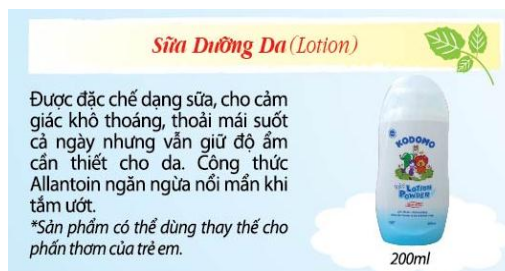 Sữa Dưỡng Da (Lotion)
Được đặc chế dạng sữa, cho cảm
giác khô thoáng, thoải mái suốt
cả ngày nhưng vẫn giữ độ ẩm
cần thiết cho da. Công thức
Allantoin ngăn ngừa nổi mẩn khi
tắm ướt.
*Sản phẩm có thể dùng thay thế cho
phấn thơm của trẻ em.
KODOMO
LOTION
POWDER
200ml